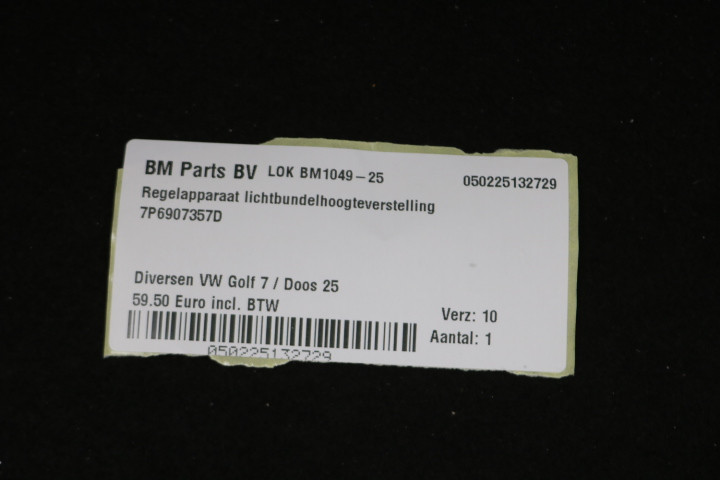 BM Parts BV LOK BM1049-25 050225132729
Regelapparaat lichtbundelhoogteverstelling
7P6907357D
Diversen VW Golf 7 / Doos 25
59.50 Euro incl. BTW
Verz: 10
Aantal: 1
050225132729